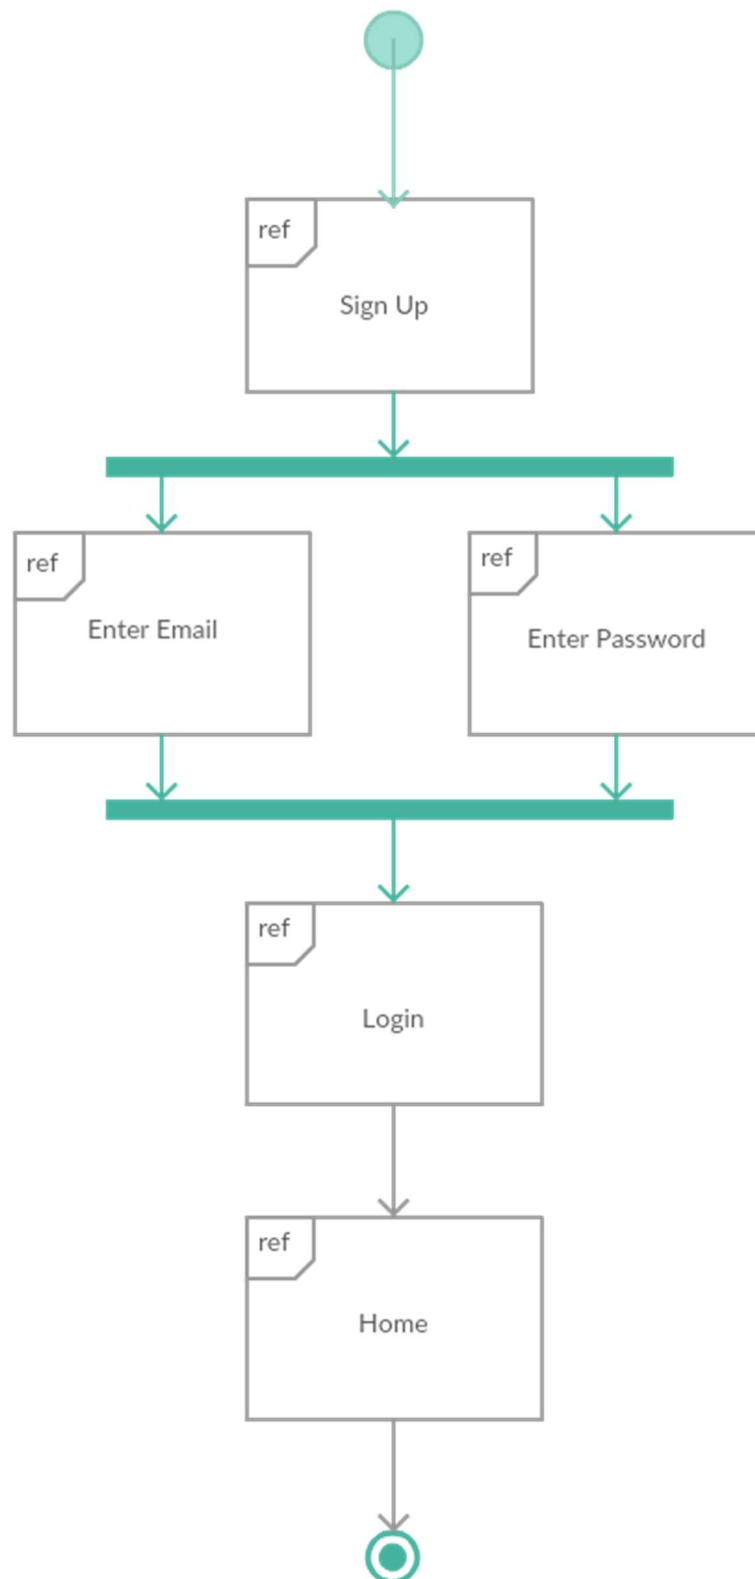 ref
Sign Up
ref
Enter Email
ref
Enter Password
ref
Login
ref
Home